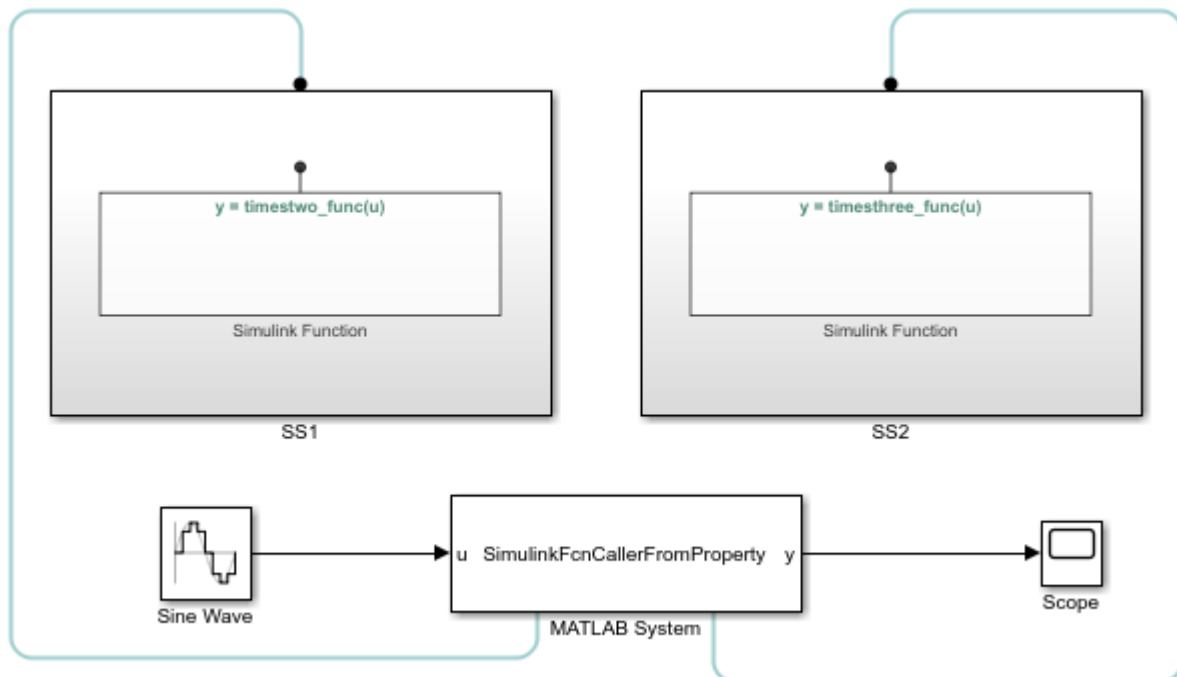 y = timestwo_func(u)
Simulink Function
SS1
y = timesthree_func(u)
Simulink Function
SS2
Sine Wave
u SimulinkFcnCallerFromProperty y
MATLAB System
Scope